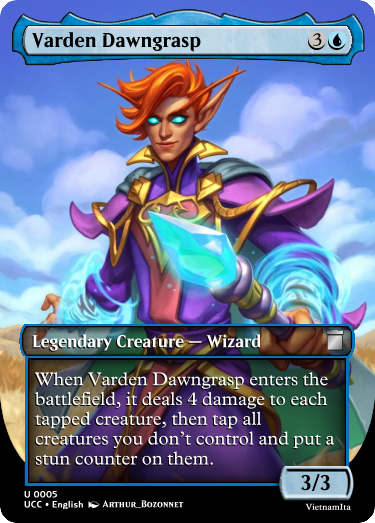 Varden Dawngrasp 3
Legendary Creature — Wizard
When Varden Dawngrasp enters the
battlefield, it deals 4 damage to each
tapped creature, then tap all
creatures you don't control and put a
stun counter on them.
3/3
U 0005
UCC • English Arthur_Bozonnet
VietnamIta